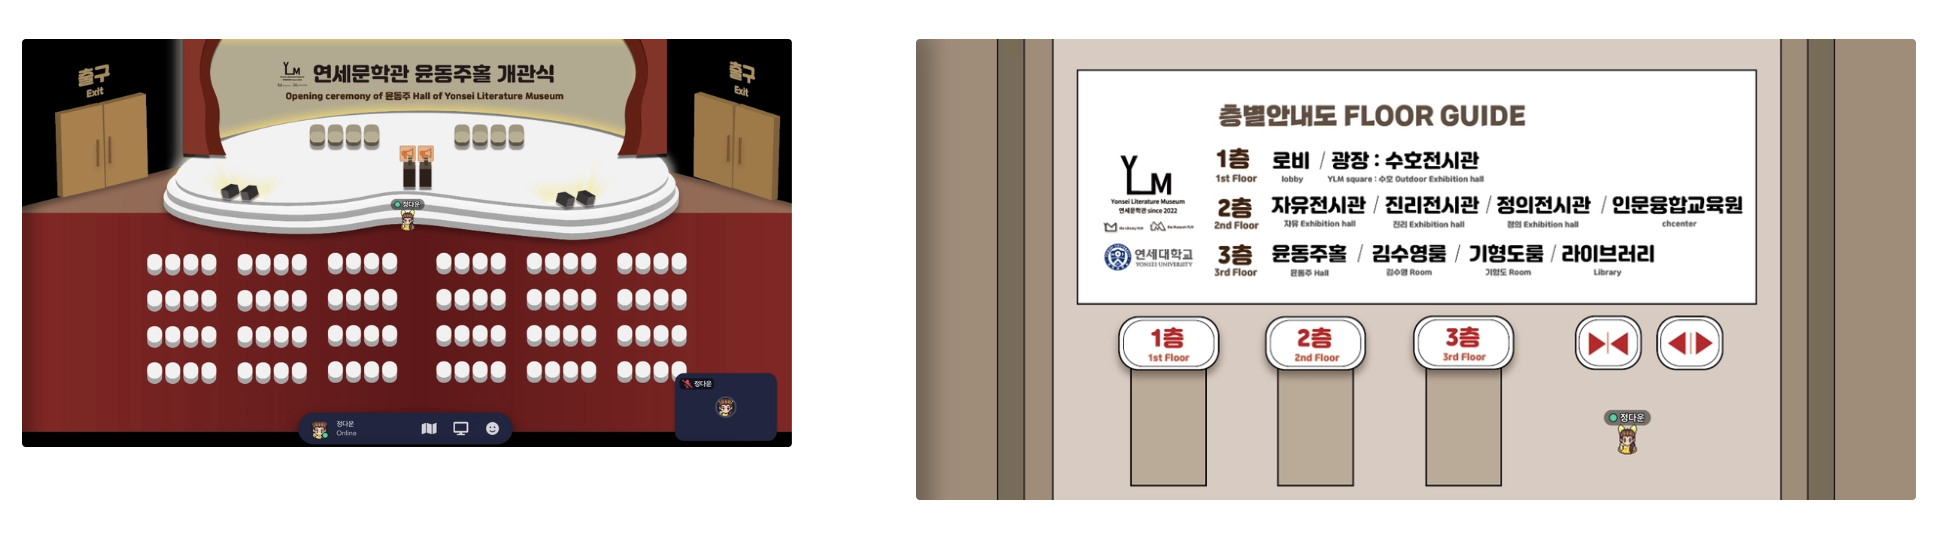 출구
Exit
YLM
연세문학관 윤동주홀 개관식
Opening ceremony of 윤동주 Hall of Yonsei Literature Museum
출구
Exit
정다운
정다운
정다운
Online
층별안내도 FLOOR GUIDE
YLM
Yonsei Literature Museum
연세문학관 since 2022
연세대학교
YONSEI UNIVERSITY
1층 로비 / 광장 : 수호전시관
1st Floor lobby YLM square : 수호 Outdoor Exhibition hall
2층 자유전시관 / 진리전시관 / 정의전시관 / 인문융합교육원
2nd Floor 자유 Exhibition hall 진리 Exhibition hall 정의 Exhibition hall chcenter
3층 윤동주홀 / 김수영룸 / 기형도룸 / 라이브러리
3rd Floor 윤동주 Hall 김수영 Room 기형도 Room Library
1층
1st Floor
2층
2nd Floor
3층
3rd Floor
정다운